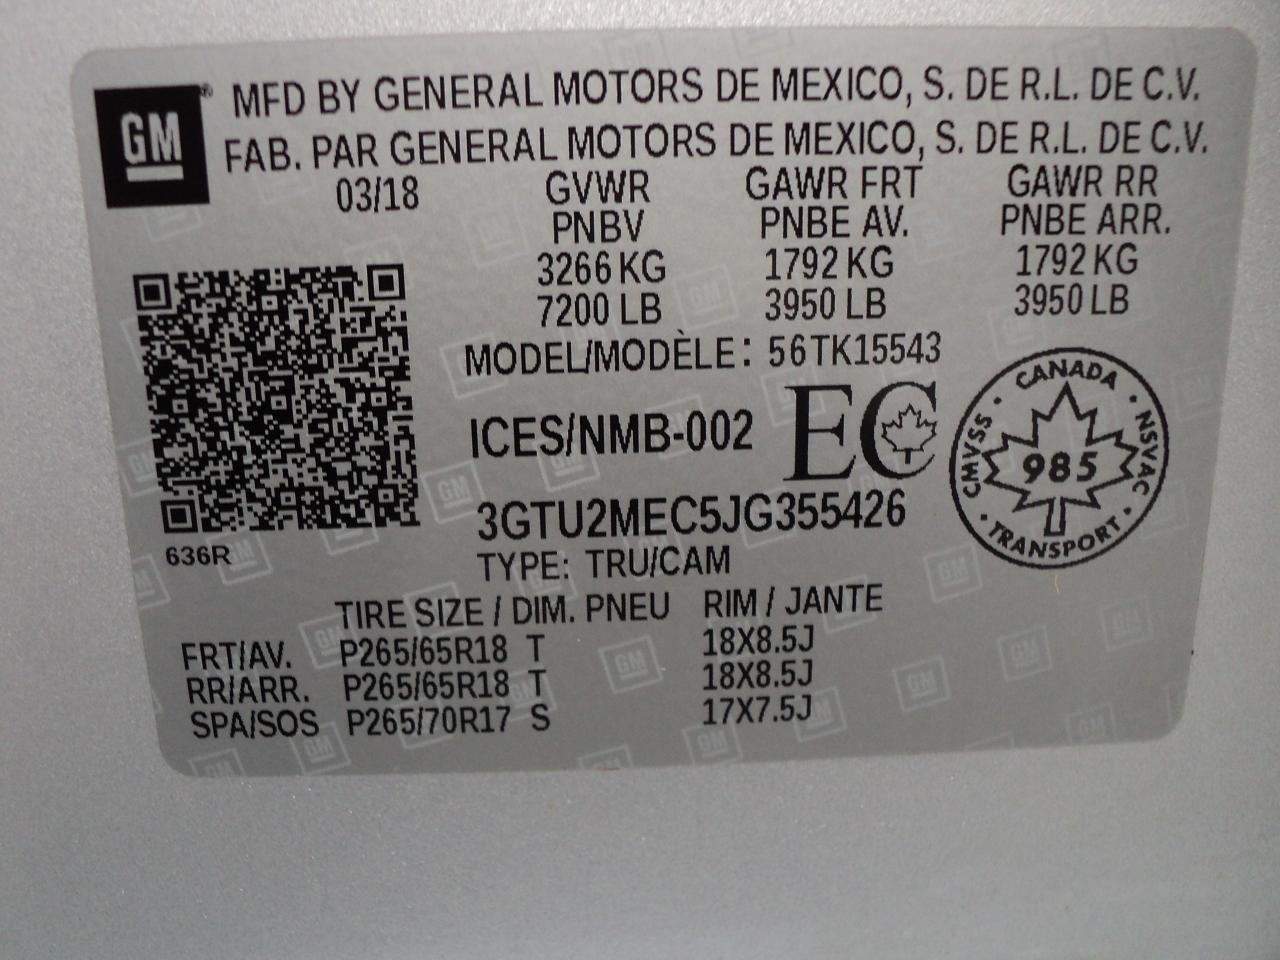 GM® MFD BY GENERAL MOTORS DE MEXICO, S. DE R.L. DE C.V.
FAB. PAR GENERAL MOTORS DE MEXICO, S. DE R.L. DE C.V.
03/18 GVWR GAWR FRT GAWR RR
PNBV PNBE AV. PNBE ARR.
3266 KG 1792 KG 1792 KG
7200 LB 3950 LB 3950 LB
MODEL/MODÈLE: 56TK15543
ICES/NMB-002 EC
CANADA
CMVSS 985 NSVAC
TRANSPORT
3GTU2MEC5JG355426
636R
TYPE: TRU/CAM
TIRE SIZE / DIM. PNEU RIM / JANTE
FRT/AV. P265/65R18 T 18X8.5J
RR/ARR. P265/65R18 T 18X8.5J
SPA/SOS P265/70R17 S 17X7.5J